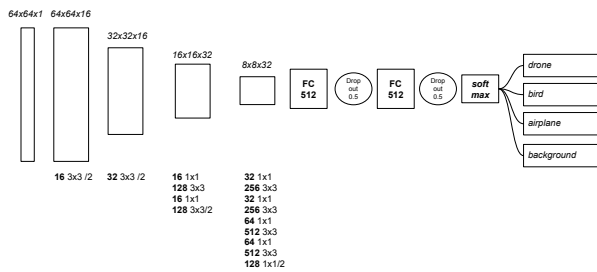 64x64x1 64x64x16
32x32x16
16x16x32
8x8x32
FC
512
Drop
out
0.5
FC
512
Drop
out
0.5
soft
max
drone
bird
airplane
background
16 3x3 /2
32 3x3 /2
16 1x1
128 3x3
16 1x1
128 3x3/2
32 1x1
256 3x3
32 1x1
256 3x3
64 1x1
512 3x3
64 1x1
512 3x3
128 1x1/2